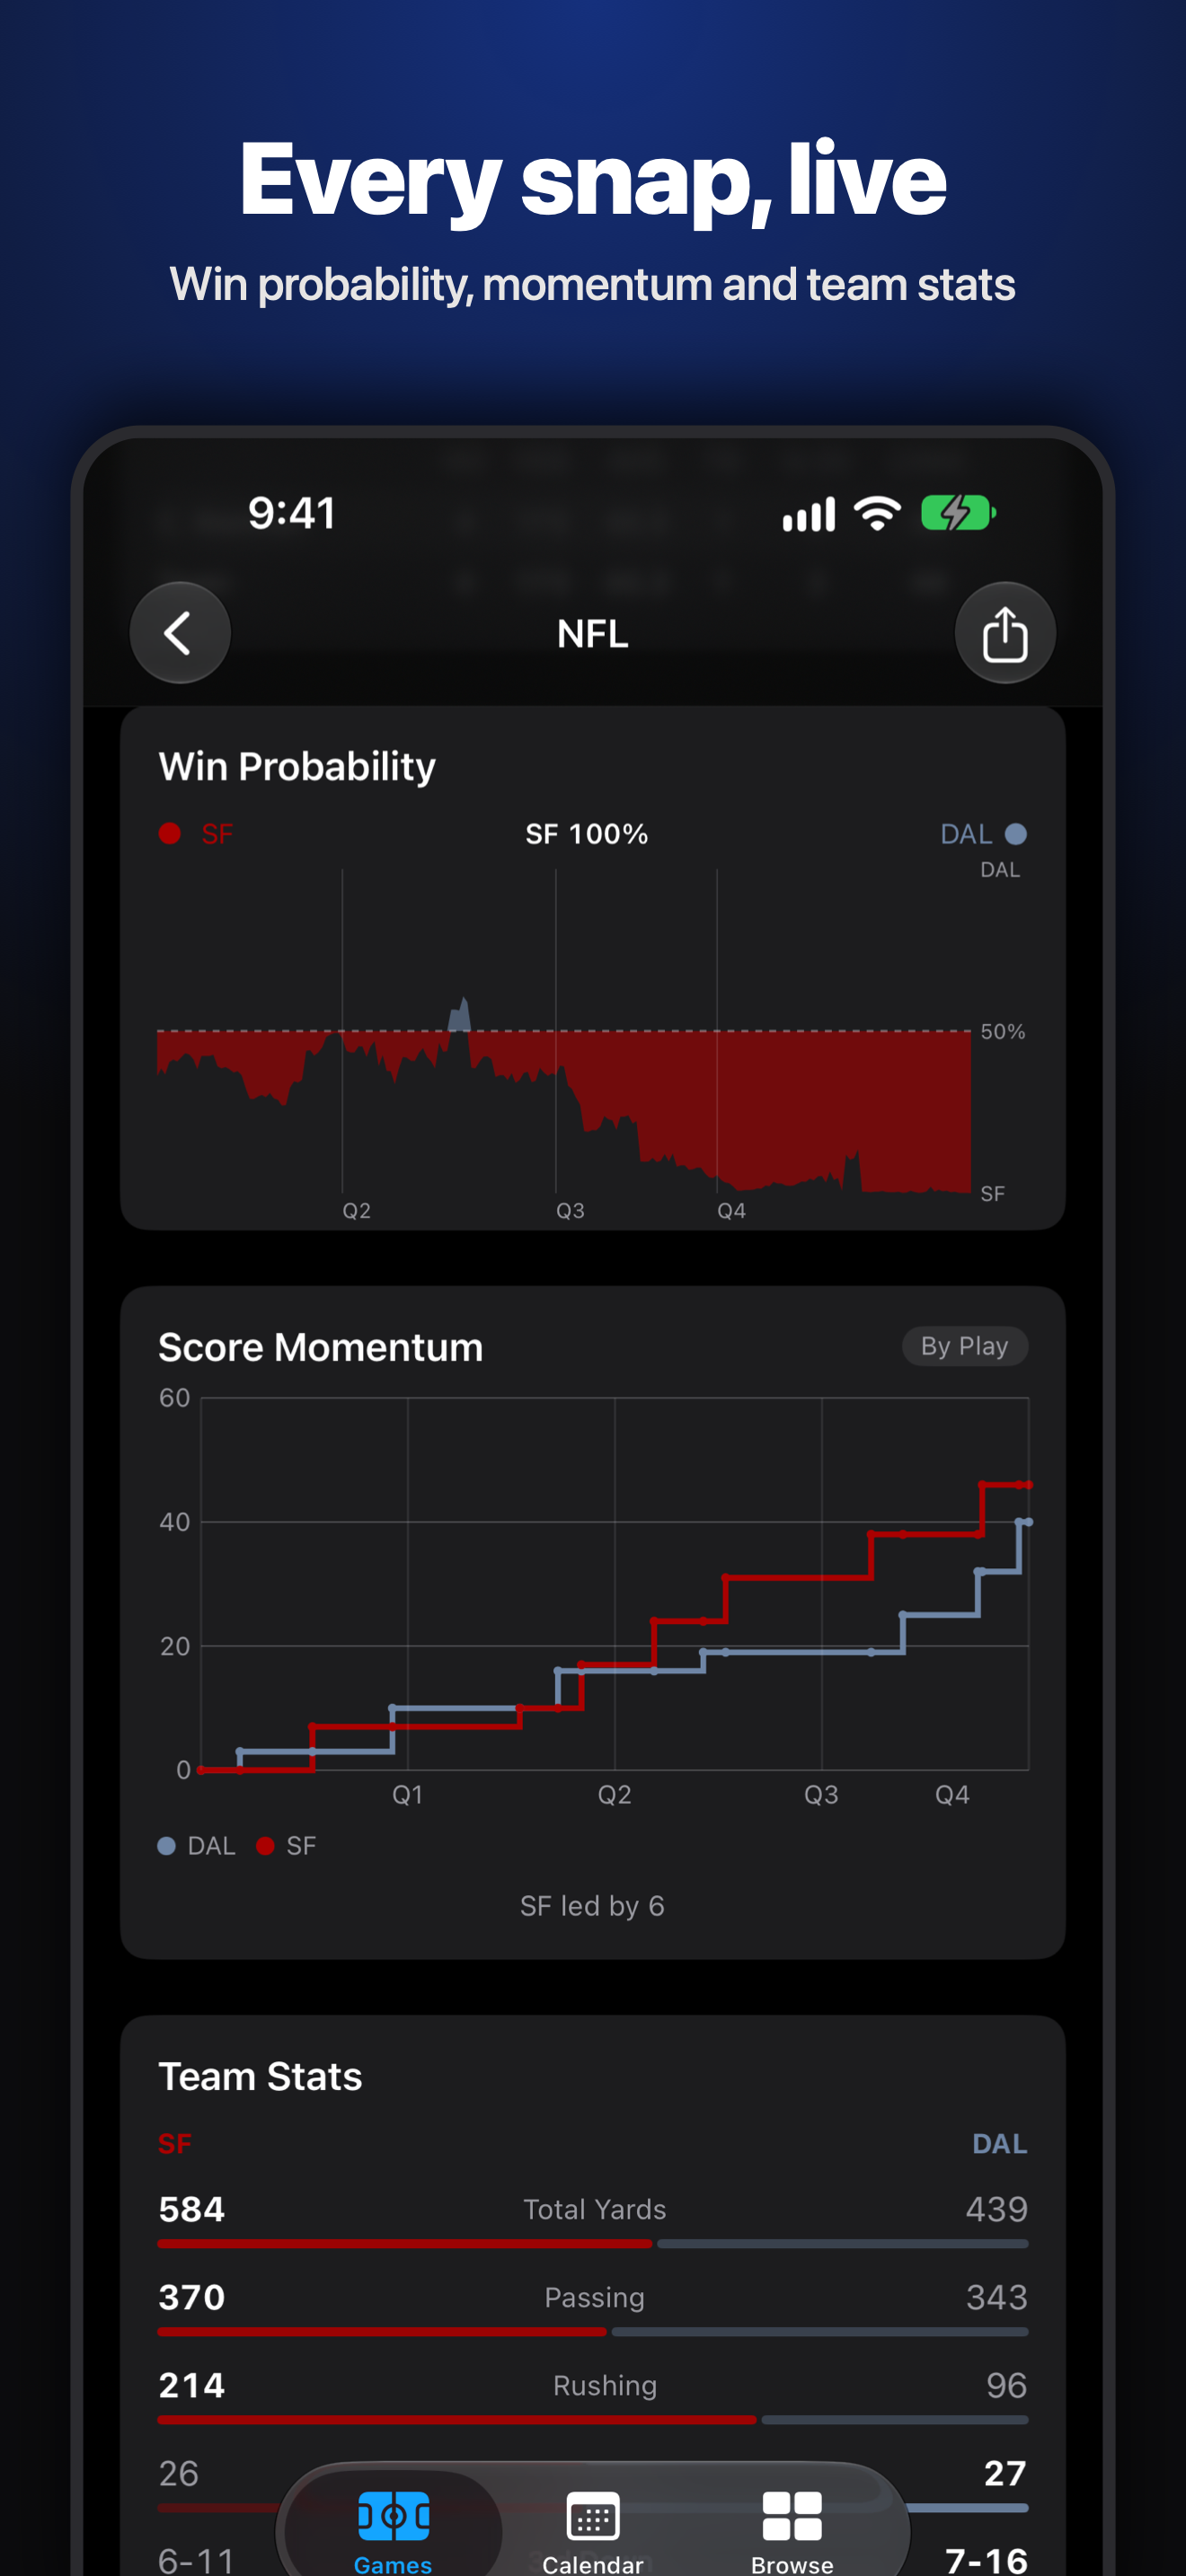 Every snap, live
Win probability, momentum and team stats
9:41
NFL
Win Probability
SF SF 100% DAL
DAL
50%
SF
Q2 Q3 Q4
Score Momentum By Play
60
40
20
0
Q1 Q2 Q3 Q4
DAL SF
SF led by 6
Team Stats
SF DAL
584 Total Yards 439
370 Passing 343
214 Rushing 96
26 27
6-11 7-16
Games Calendar Browse